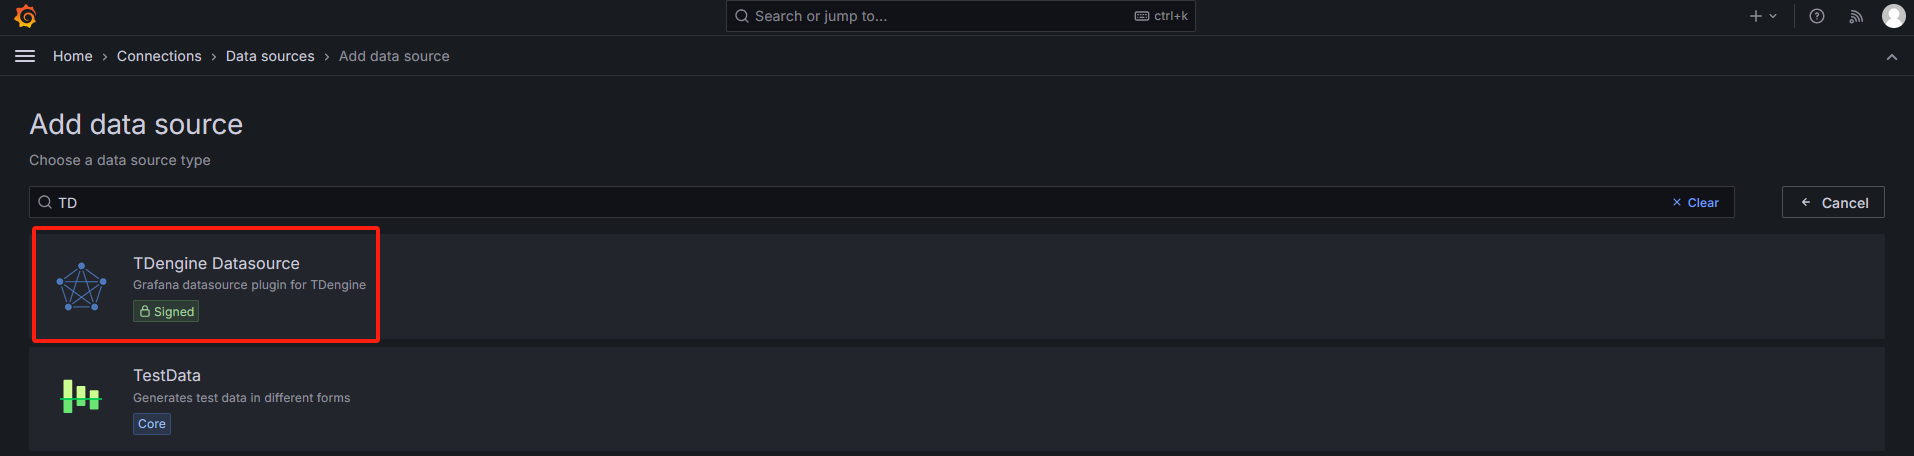 Search or jump to...
ctrl+k
Home › Connections › Data sources › Add data source
Add data source
Choose a data source type
TD
Clear
Cancel
TDengine Datasource
Grafana datasource plugin for TDengine
Signed
TestData
Generates test data in different forms
Core